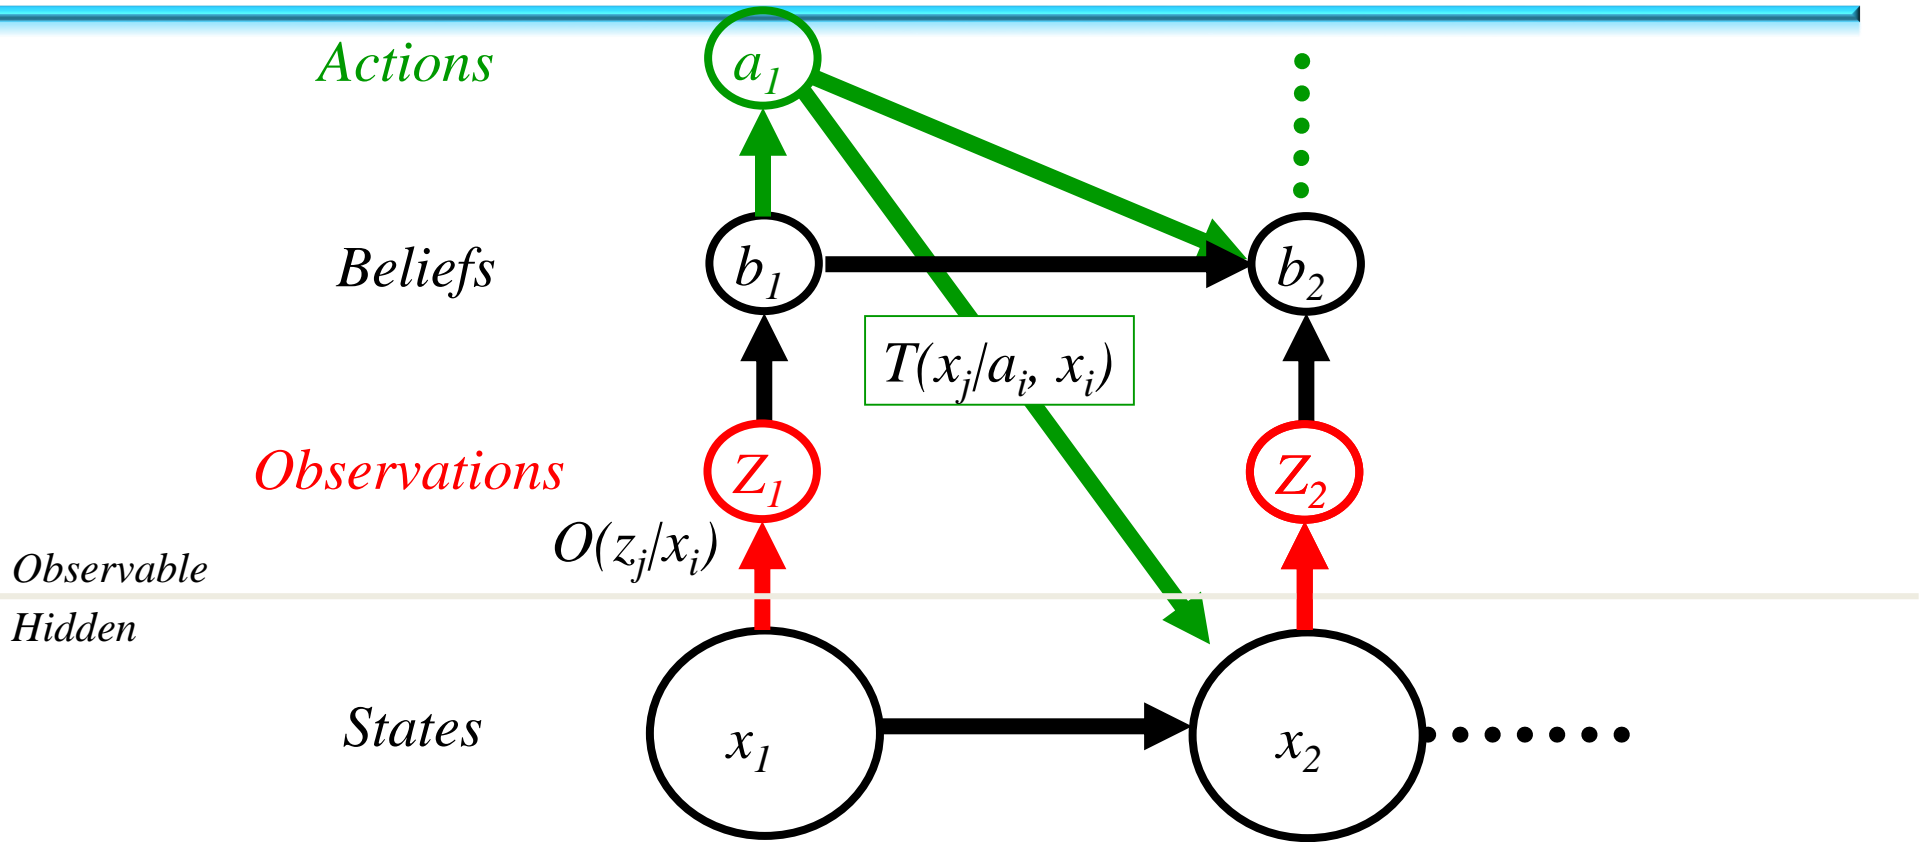 Actions a₁
Beliefs b₁ b₂
T(xⱼ/aᵢ, xᵢ)
Observations Z₁ Z₂
O(zⱼ/xᵢ)
Observable
Hidden
States x₁ x₂